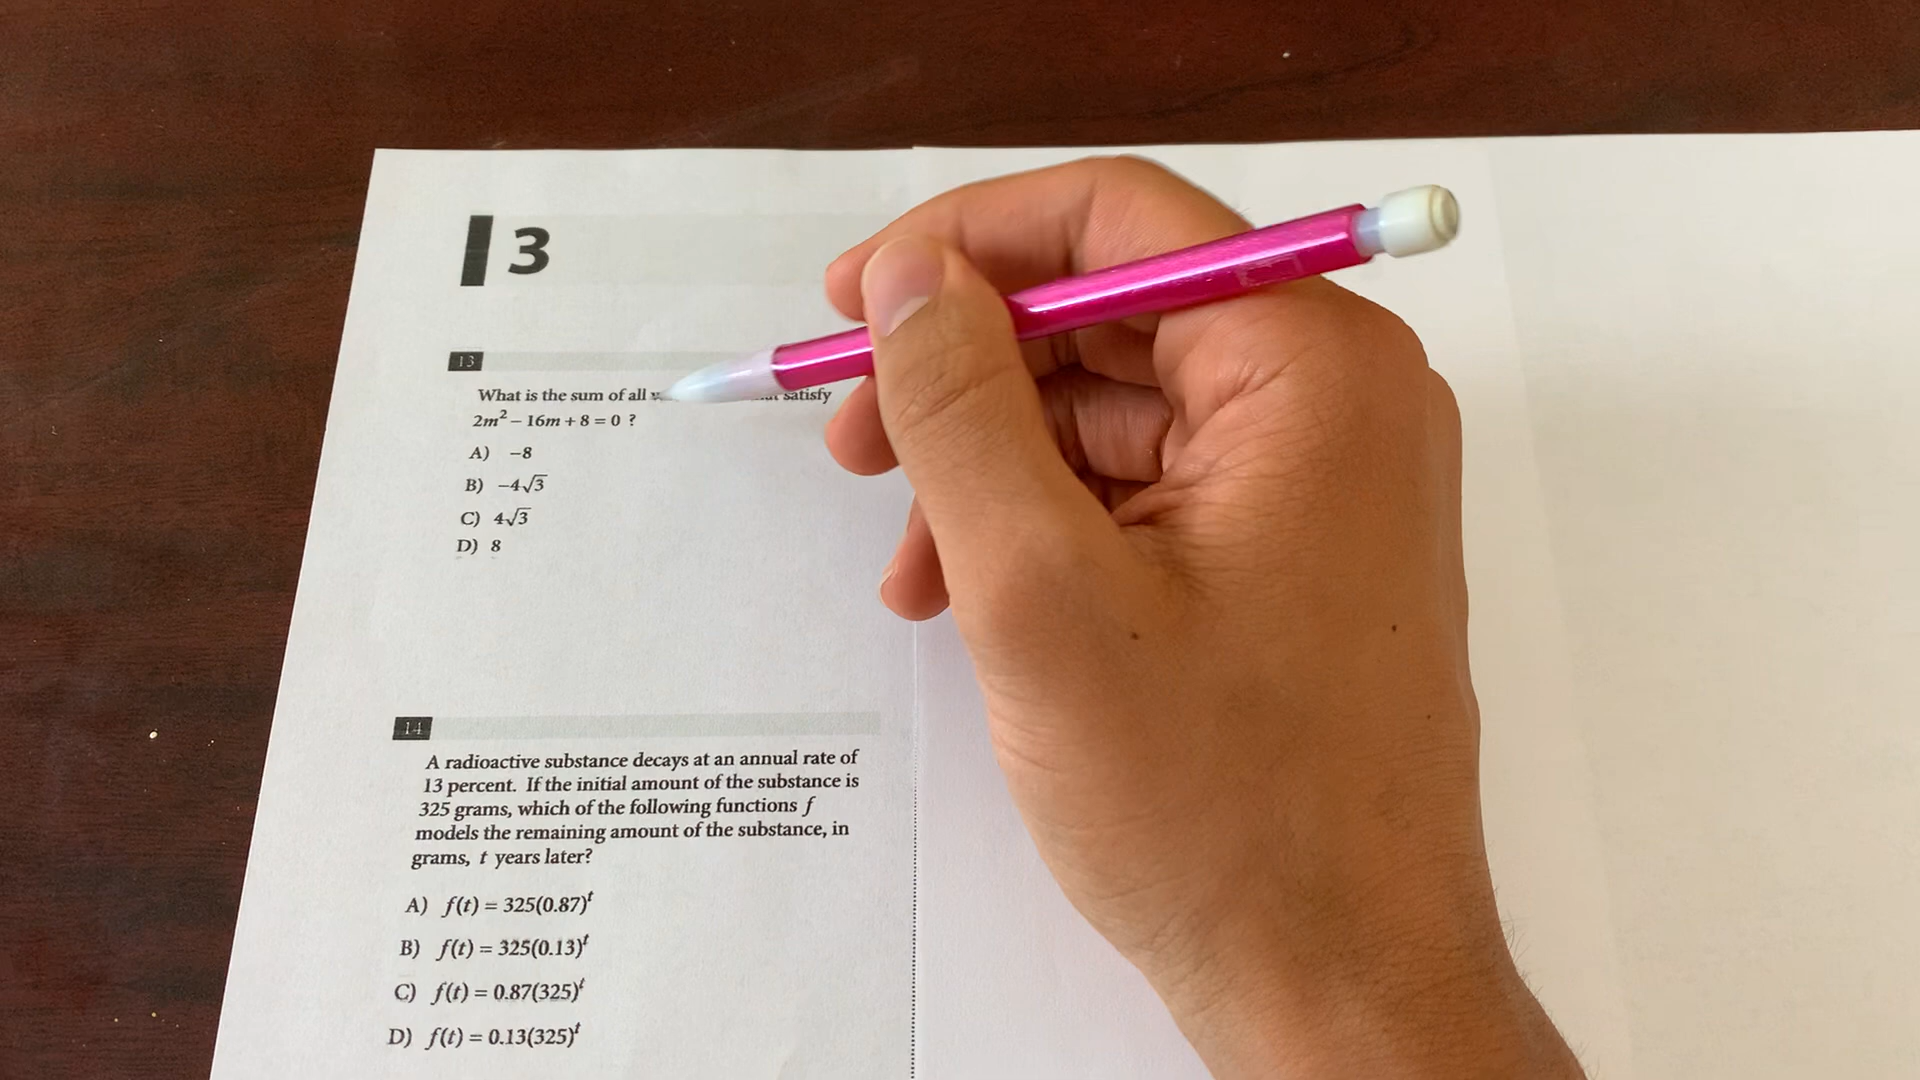 3
13
What is the sum of all satisfy
2m² – 16m + 8 = 0 ?
A) –8
B) –4√3
C) 4√3
D) 8
14
A radioactive substance decays at an annual rate of
13 percent. If the initial amount of the substance is
325 grams, which of the following functions f
models the remaining amount of the substance, in
grams, t years later?
A) f(t) = 325(0.87)ᵗ
B) f(t) = 325(0.13)ᵗ
C) f(t) = 0.87(325)ᵗ
D) f(t) = 0.13(325)ᵗ